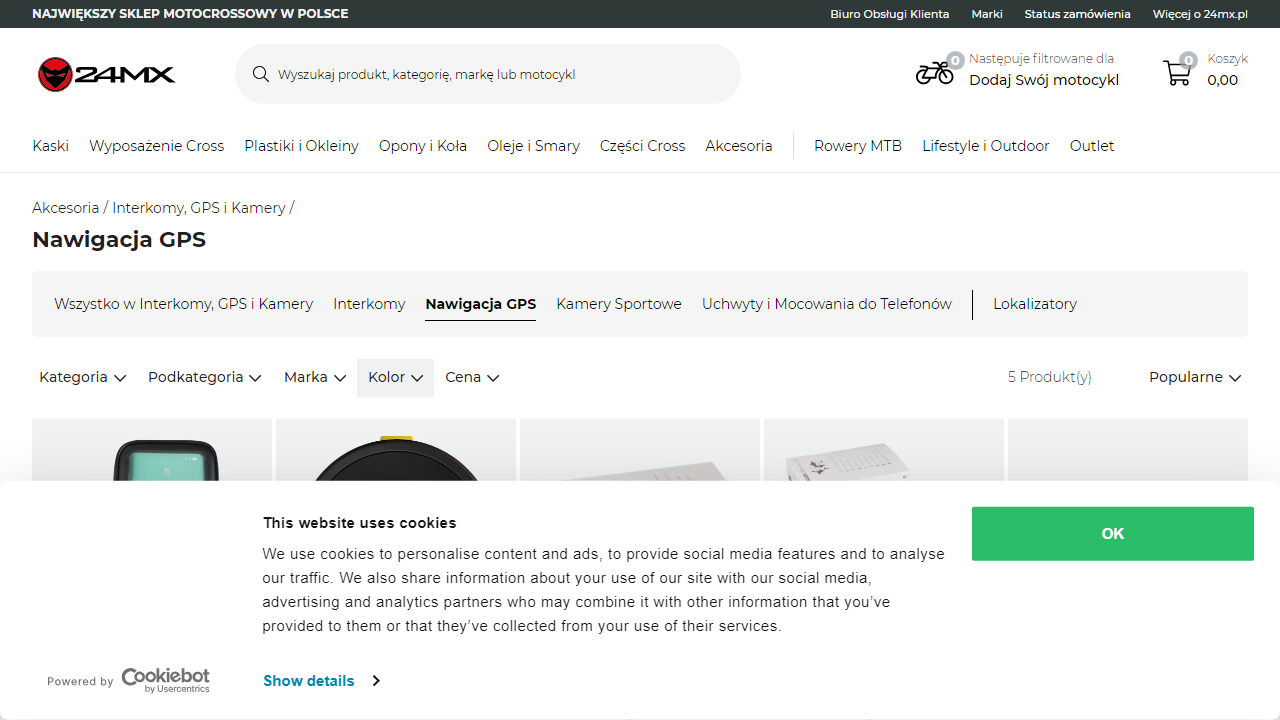 NAJWIĘKSZY SKLEP MOTOCROSSOWY W POLSCE
Biuro Obsługi Klienta Marki Status zamówienia Więcej o 24mx.pl
24MX
Wyszukaj produkt, kategorię, markę lub motocykl
0 Następuje filtrowane dla
Dodaj Swój motocykl
0 Koszyk
0,00
Kaski Wyposażenie Cross Plastiki i Okleiny Opony i Koła Oleje i Smary Części Cross Akcesoria Rowery MTB Lifestyle i Outdoor Outlet
Akcesoria / Interkomy, GPS i Kamery /
Nawigacja GPS
Wszystko w Interkomy, GPS i Kamery Interkomy Nawigacja GPS Kamery Sportowe Uchwyty i Mocowania do Telefonów Lokalizatory
Kategoria Podkategoria Marka Kolor Cena 5 Produkt(y) Popularne
This website uses cookies
We use cookies to personalise content and ads, to provide social media features and to analyse
our traffic. We also share information about your use of our site with our social media,
advertising and analytics partners who may combine it with other information that you’ve
provided to them or that they’ve collected from your use of their services.
OK
Show details
Powered by Cookiebot
by Usercentrics